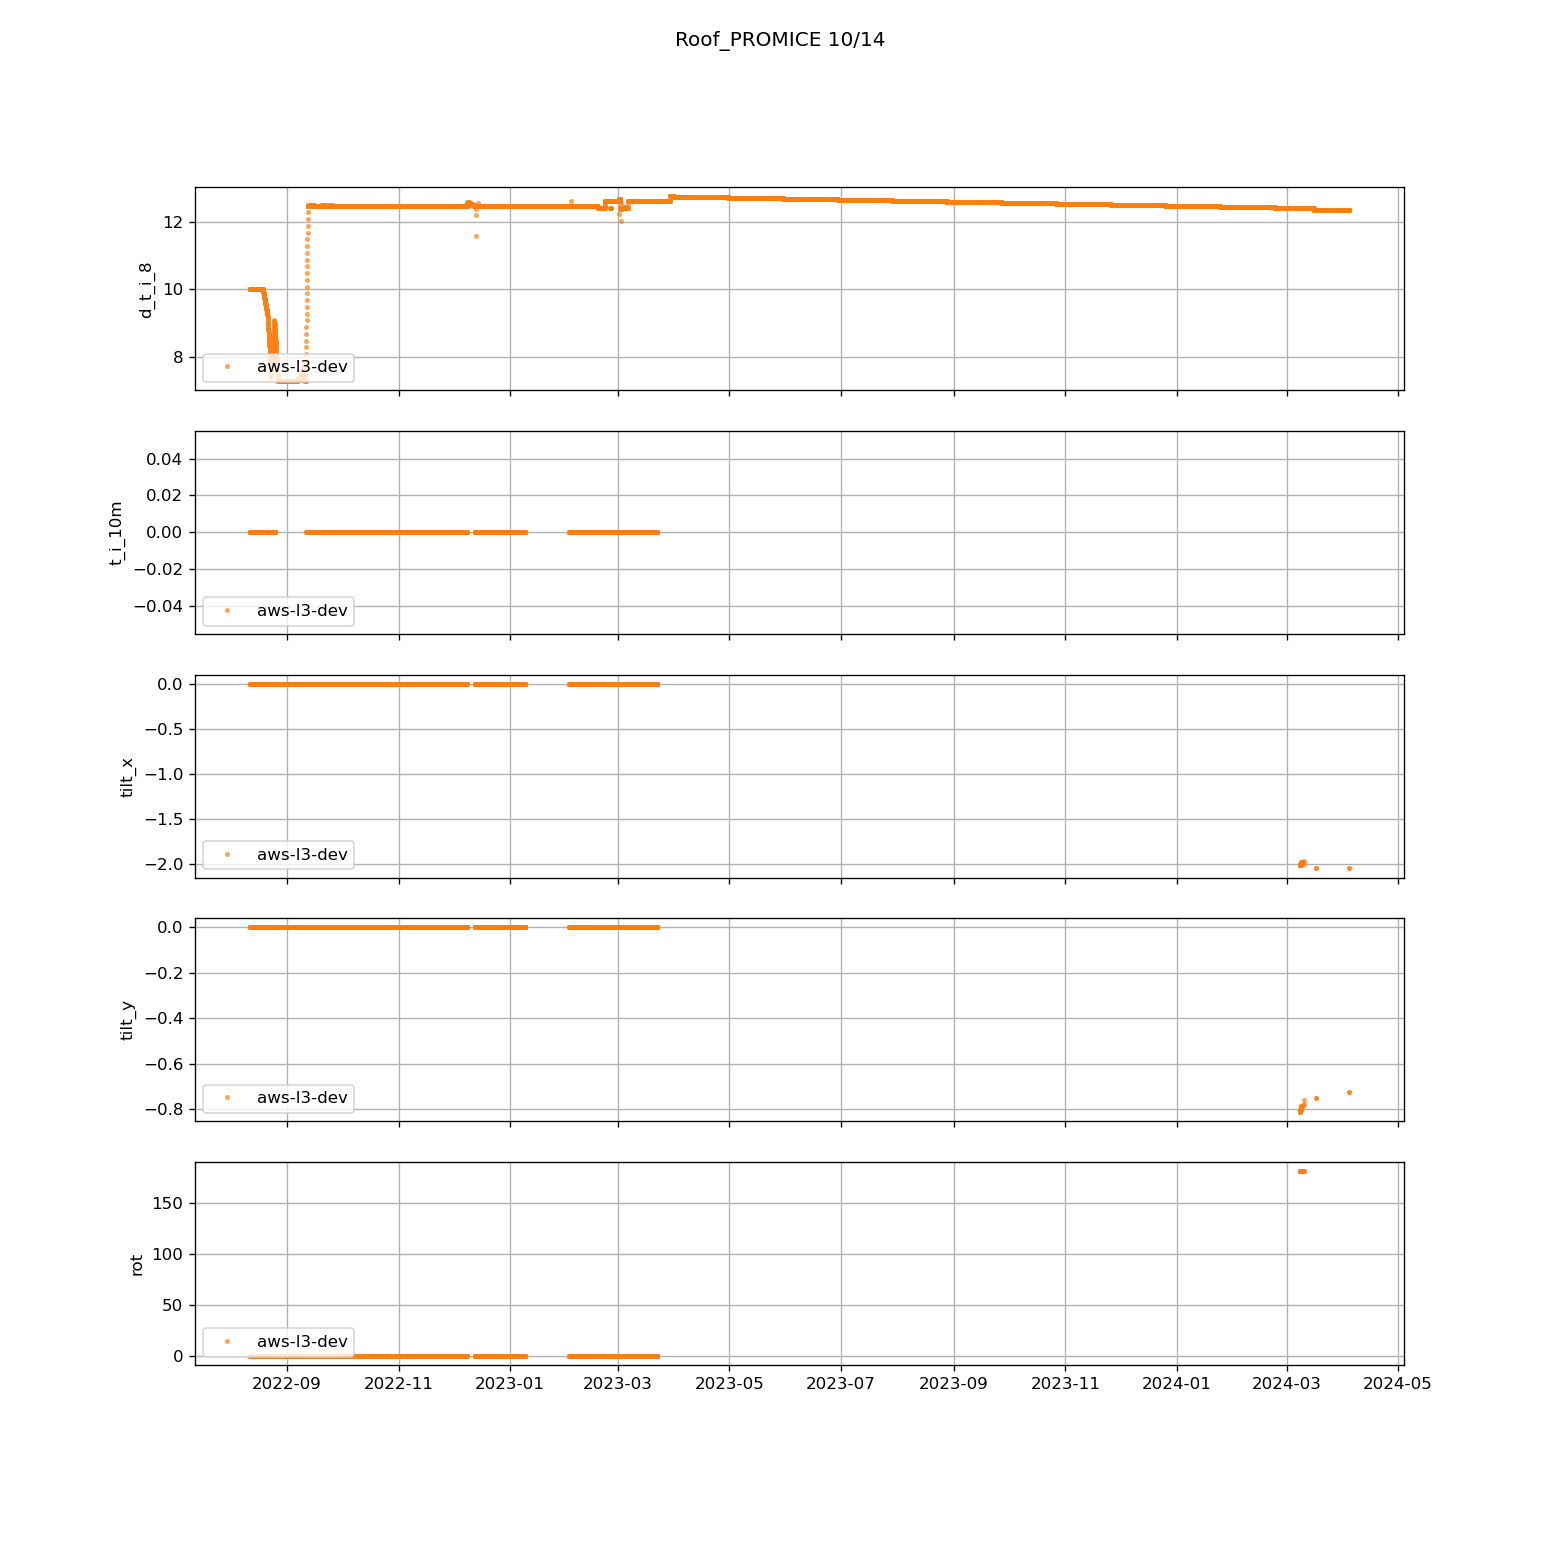 Roof_PROMICE 10/14
d_t_i_8
12
10
8
aws-l3-dev
t_i_10m
0.04
0.02
0.00
−0.02
−0.04
aws-l3-dev
tilt_x
0.0
−0.5
−1.0
−1.5
−2.0
aws-l3-dev
tilt_y
0.0
−0.2
−0.4
−0.6
−0.8
aws-l3-dev
rot
150
100
50
0
aws-l3-dev
2022-09 2022-11 2023-01 2023-03 2023-05 2023-07 2023-09 2023-11 2024-01 2024-03 2024-05